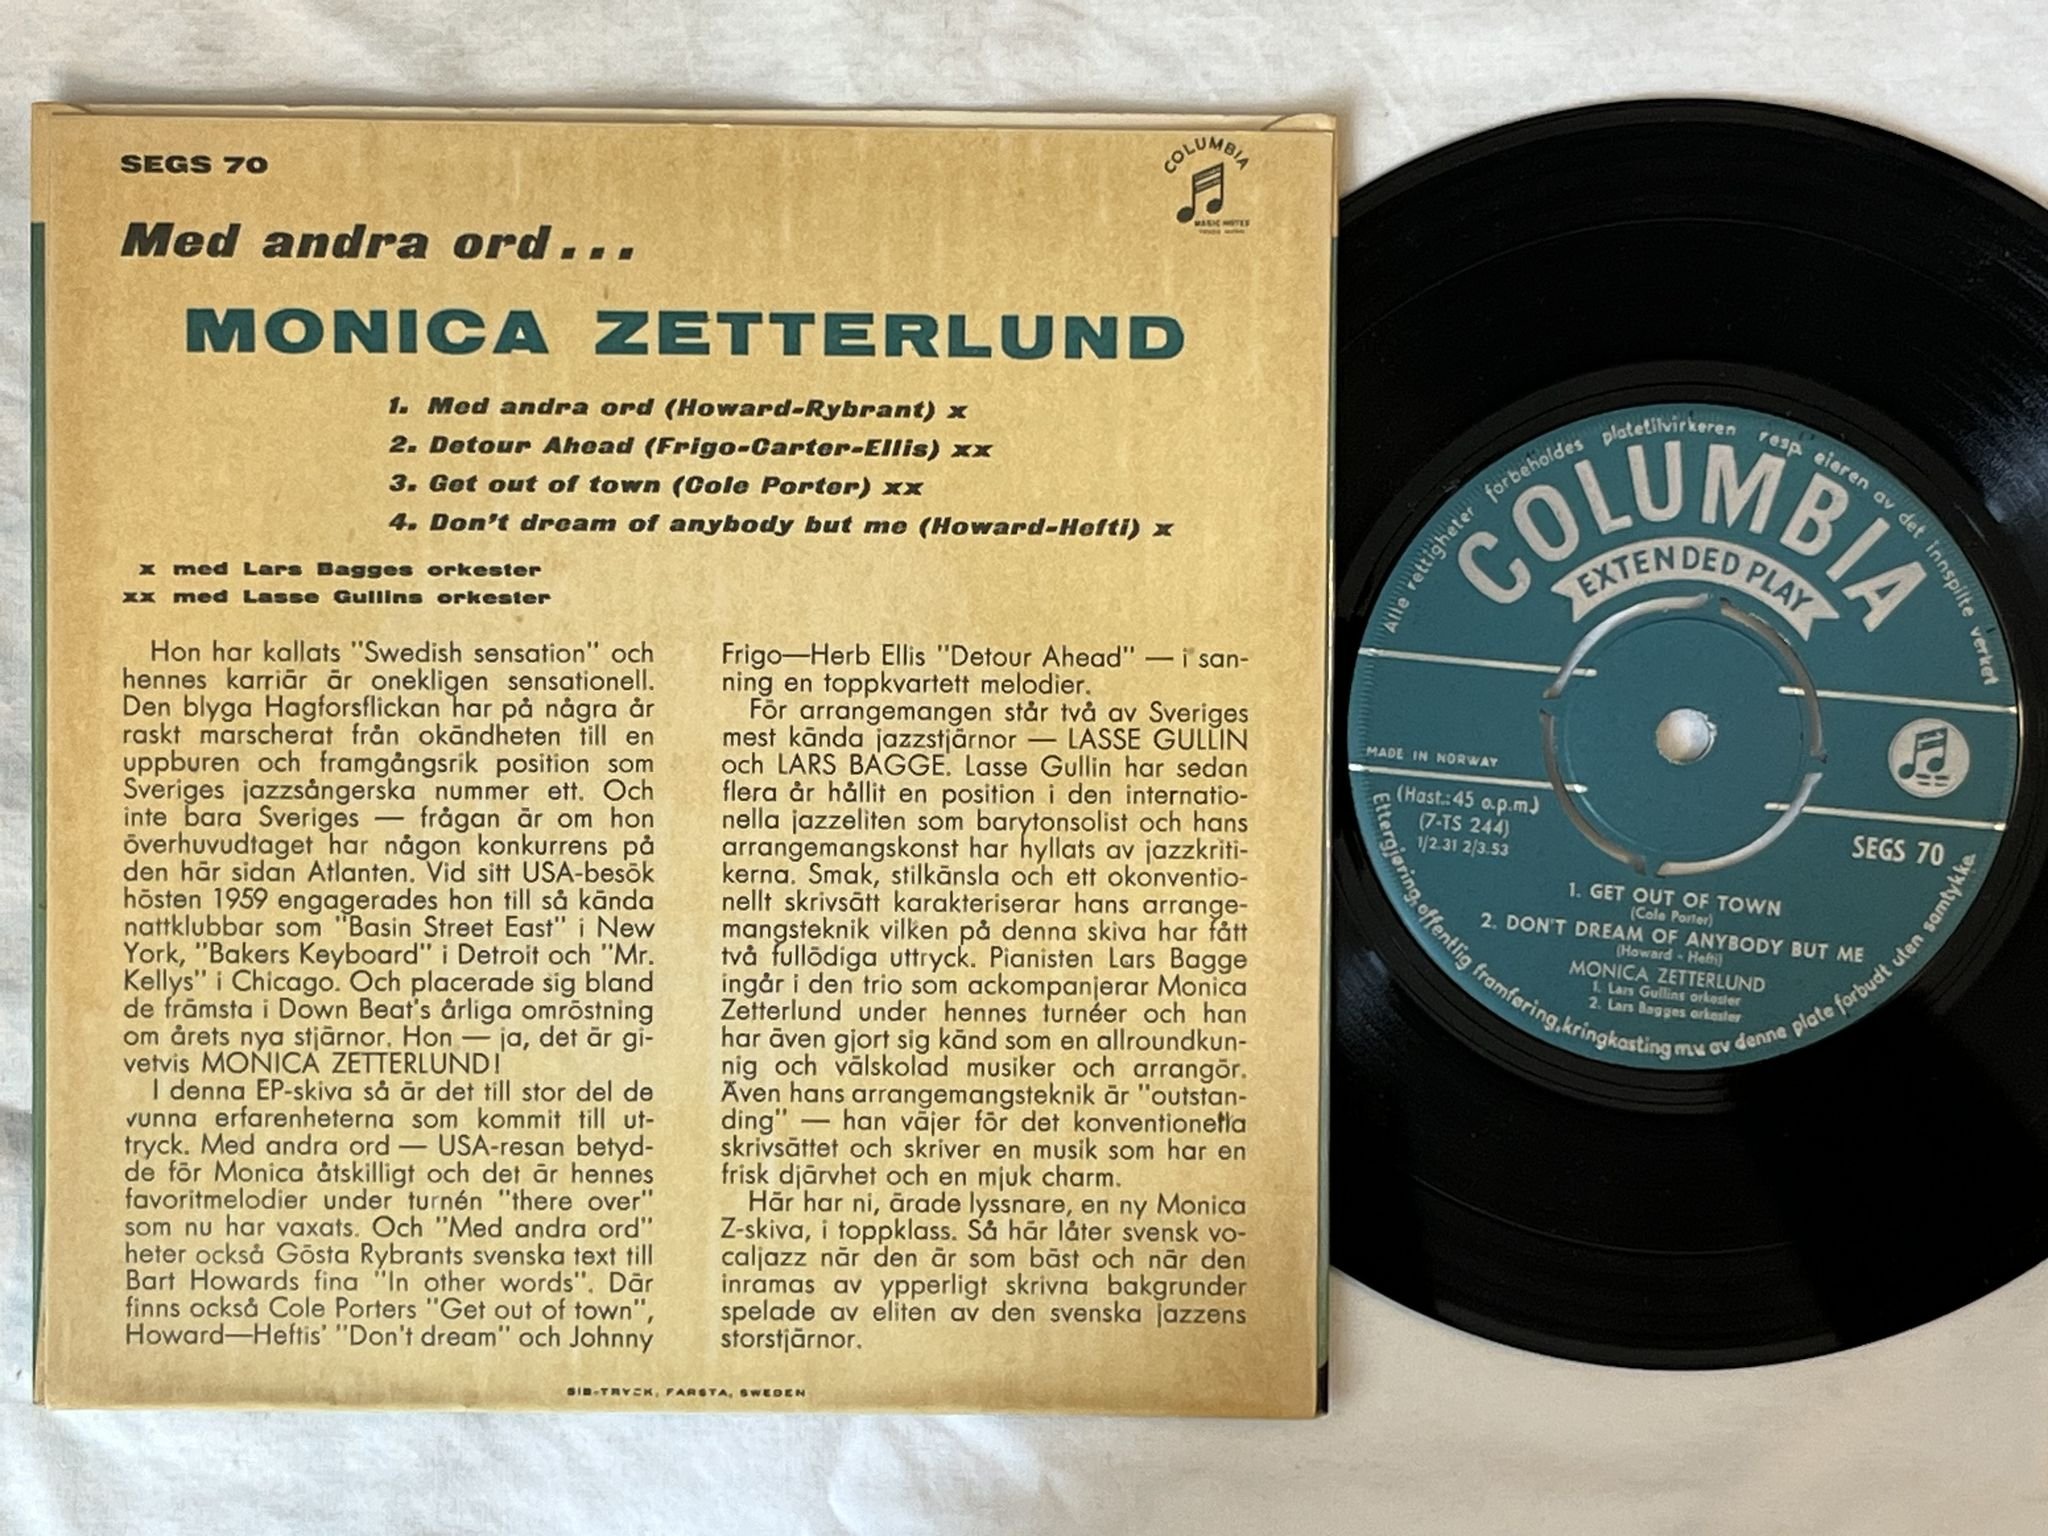 SEGS 70
COLUMBIA
MAGIC NOTES
Med andra ord...
MONICA ZETTERLUND
1. Med andra ord (Howard-Rybrant) x
2. Detour Ahead (Frigo-Carter-Ellis) xx
3. Get out of town (Cole Porter) xx
4. Don't dream of anybody but me (Howard-Hefti) x
x med Lars Bagges orkester
xx med Lasse Gullins orkester
Hon har kallats "Swedish sensation" och
hennes karriär är onekligen sensationell.
Den blyga Hagforsflickan har på några år
raskt marscherat från okändheten till en
uppburen och framgångsrik position som
Sveriges jazzsångerska nummer ett. Och
inte bara Sveriges — frågan är om hon
överhuvudtaget har någon konkurrens på
den här sidan Atlanten. Vid sitt USA-besök
hösten 1959 engagerades hon till så kända
nattklubbar som "Basin Street East" i New
York, "Bakers Keyboard" i Detroit och "Mr.
Kellys" i Chicago. Och placerade sig bland
de främsta i Down Beat's årliga omröstning
om årets nya stjärnor. Hon — ja, det är gi-
vetvis MONICA ZETTERLUND!
I denna EP-skiva så är det till stor del de
vunna erfarenheterna som kommit till ut-
tryck. Med andra ord — USA-resan betyd-
de för Monica åtskilligt och det är hennes
favoritmelodier under turnén "there over"
som nu har vaxats. Och "Med andra ord"
heter också Gösta Rybrants svenska text till
Bart Howards fina "In other words". Där
finns också Cole Porters "Get out of town",
Howard—Heftis' "Don't dream" och Johnny
Frigo—Herb Ellis "Detour Ahead" — i san-
ning en toppkvartett melodier.
För arrangemangen står två av Sveriges
mest kända jazzstjärnor — LASSE GULLIN
och LARS BAGGE. Lasse Gullin har sedan
flera år hållit en position i den internatio-
nella jazzeliten som barytonsolist och hans
arrangemangskonst har hyllats av jazzkriti-
kerna. Smak, stilkänsla och ett okonventio-
nellt skrivsätt karakteriserar hans arrange-
mangsteknik vilken på denna skiva har fått
två fullödiga uttryck. Pianisten Lars Bagge
ingår i den trio som ackompanjerar Monica
Zetterlund under hennes turnéer och han
har även gjort sig känd som en allroundkun-
nig och välskolad musiker och arrangör.
Även hans arrangemangsteknik är "outstan-
ding" — han väjer för det konventionella
skrivsättet och skriver en musik som har en
frisk djärvhet och en mjuk charm.
Här har ni, ärade lyssnare, en ny Monica
Z-skiva, i toppklass. Så här låter svensk vo-
caljazz när den är som bäst och när den
inramas av ypperligt skrivna bakgrunder
spelade av eliten av den svenska jazzens
storstjärnor.
SIB-TRYCK, FARSTA, SWEDEN
Alle rettigheter forbeholdes platetilvirkeren resp. eieren av det innspilte verket
COLUMBIA
EXTENDED PLAY
MADE IN NORWAY
(Hast.: 45 o.p.m.)
(7-TS 244)
1/2.31 2/3.53
SEGS 70
1. GET OUT OF TOWN
(Cole Porter)
2. DON'T DREAM OF ANYBODY BUT ME
(Howard - Hefti)
MONICA ZETTERLUND
1. Lars Gullins orkester
2. Lars Bagges orkester
Ettergjøring, offentlig framføring, kringkasting m.v. av denne plate forbudt uten samtykke.